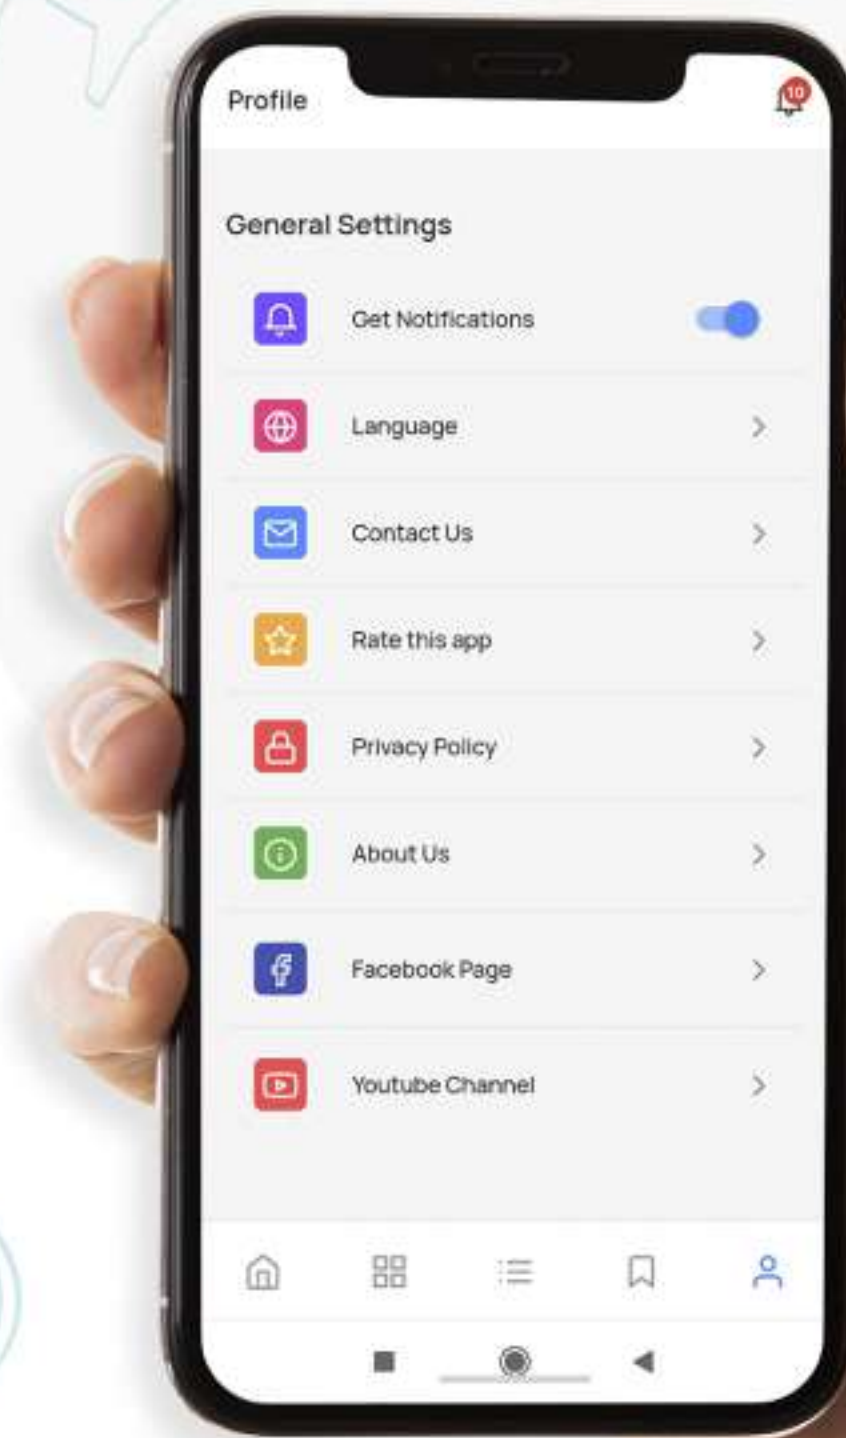 Profile
10
General Settings
Get Notifications
Language
Contact Us
Rate this app
Privacy Policy
About Us
Facebook Page
Youtube Channel